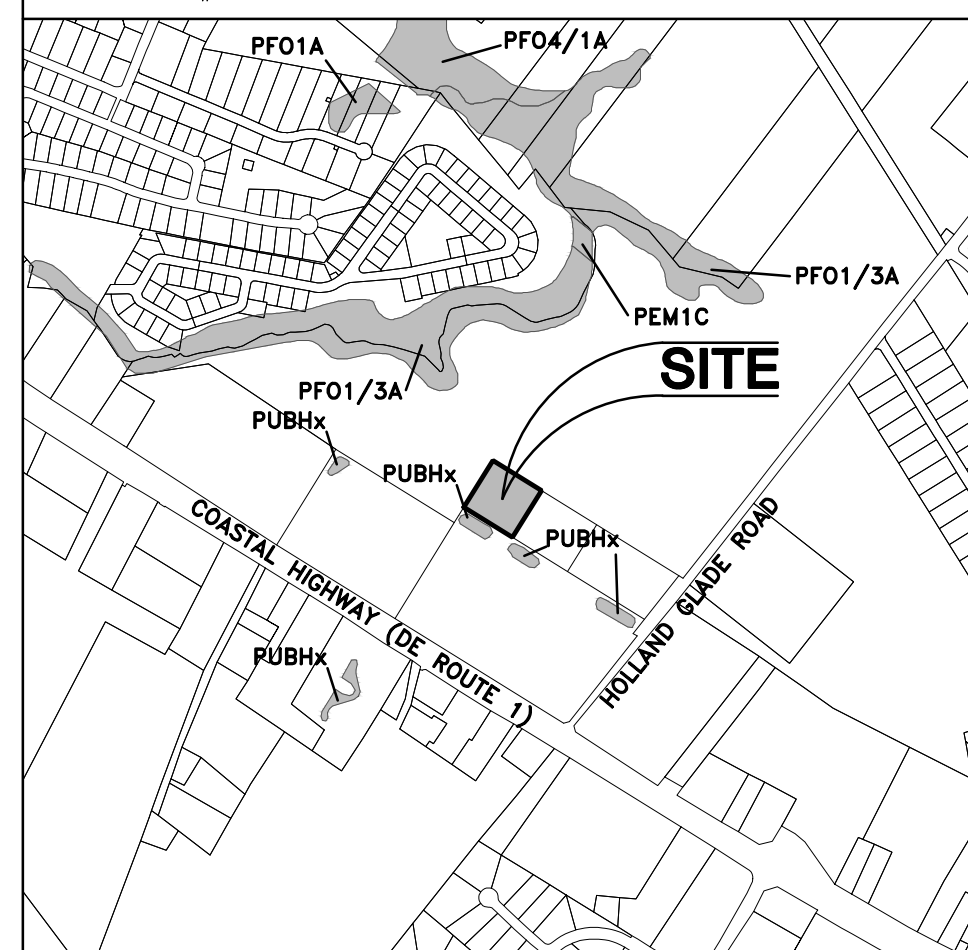 PFO1A
PFO4/1A
PFO1/3A
PEM1C
SITE
PFO1/3A
PUBHx
PUBHx
PUBHx
COASTAL HIGHWAY (DE ROUTE 1)
HOLLAND GLADE ROAD
PUBHx